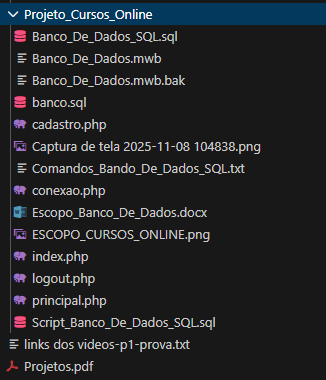 Projeto_Cursos_Online
Banco_De_Dados_SQL.sql
Banco_De_Dados.mwb
Banco_De_Dados.mwb.bak
banco.sql
cadastro.php
Captura de tela 2025-11-08 104838.png
Comandos_Bando_De_Dados_SQL.txt
conexao.php
Escopo_Banco_De_Dados.docx
ESCOPO_CURSOS_ONLINE.png
index.php
logout.php
principal.php
Script_Banco_De_Dados_SQL.sql
links dos videos-p1-prova.txt
Projetos.pdf